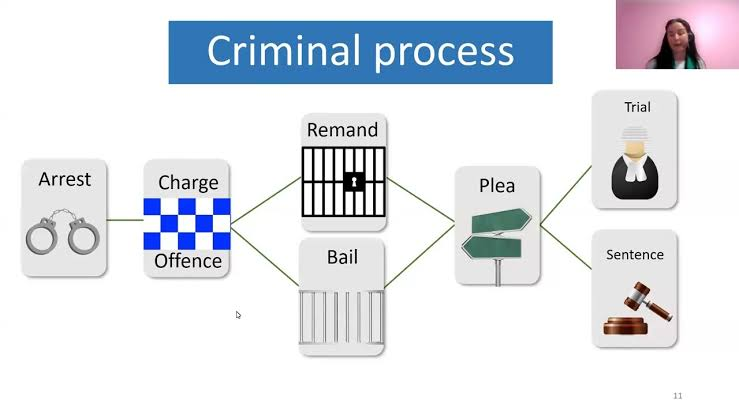 Criminal process
Arrest
Charge
Offence
Remand
Bail
Plea
Trial
Sentence
11